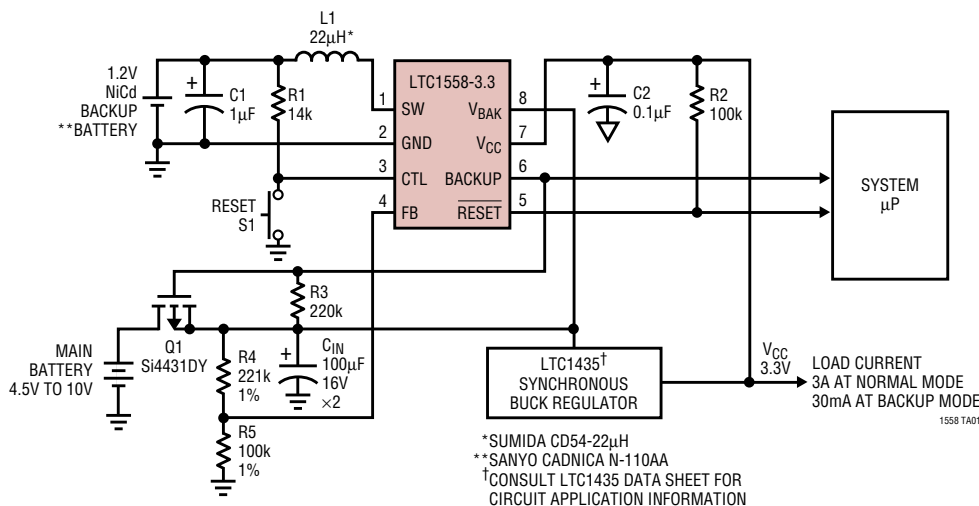 L1
22µH*
1.2V
NiCd
BACKUP
**BATTERY
+
C1
1µF
R1
14k
LTC1558-3.3
1
SW
2
GND
3
CTL
4
FB
8
VBAK
7
VCC
6
BACKUP
5
RESET
+
C2
0.1µF
R2
100k
SYSTEM
µP
RESET
S1
R3
220k
MAIN
BATTERY
4.5V TO 10V
Q1
Si4431DY
R4
221k
1%
+
CIN
100µF
16V
×2
R5
100k
1%
LTC1435†
SYNCHRONOUS
BUCK REGULATOR
VCC
3.3V
LOAD CURRENT
3A AT NORMAL MODE
30mA AT BACKUP MODE
1558 TA01
*SUMIDA CD54-22µH
**SANYO CADNICA N-110AA
†CONSULT LTC1435 DATA SHEET FOR
CIRCUIT APPLICATION INFORMATION